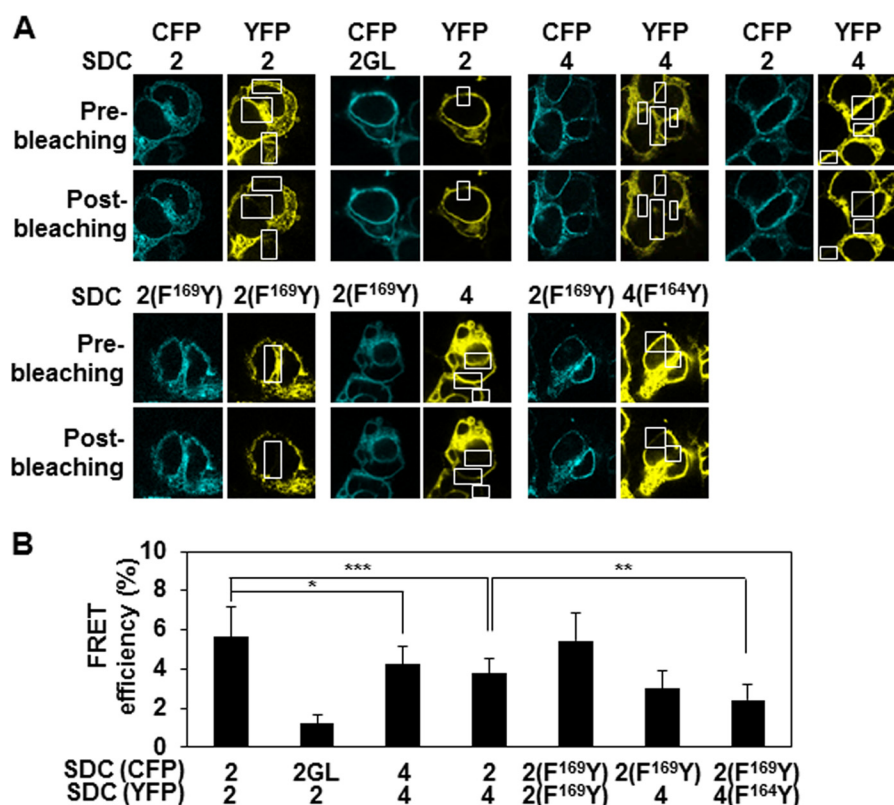 A
CFP YFP CFP YFP CFP YFP CFP YFP
SDC 2 2 2GL 2 4 4 2 4
Pre-
bleaching
Post-
bleaching
SDC 2(F¹⁶⁹Y) 2(F¹⁶⁹Y) 2(F¹⁶⁹Y) 4 2(F¹⁶⁹Y) 4(F¹⁶⁴Y)
Pre-
bleaching
Post-
bleaching
B
FRET
efficiency (%)
10
8
6
4
2
0
***
*
**
SDC (CFP) 2 2GL 4 2 2(F¹⁶⁹Y) 2(F¹⁶⁹Y) 2(F¹⁶⁹Y)
SDC (YFP) 2 2 4 4 2(F¹⁶⁹Y) 4 4(F¹⁶⁴Y)